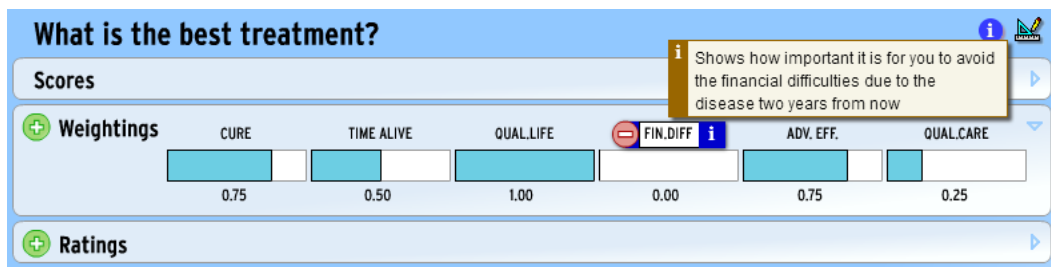 What is the best treatment?
i
i Shows how important it is for you to avoid
the financial difficulties due to the
disease two years from now
Scores
Weightings
CURE TIME ALIVE QUAL.LIFE FIN.DIFF i ADV. EFF. QUAL.CARE
0.75 0.50 1.00 0.00 0.75 0.25
Ratings